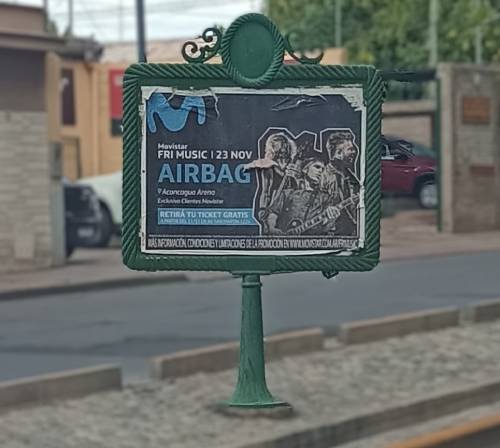 Movistar
FRI MUSIC | 23 NOV
AIRBAG
Aconcagua Arena
Exclusivo Clientes Movistar
RETIRÁ TU TICKET GRATIS
MÁS INFORMACIÓN, CONDICIONES Y LIMITACIONES DE LA PROMOCIÓN EN WWW.MOVISTAR.COM.AR/FRIMUSIC